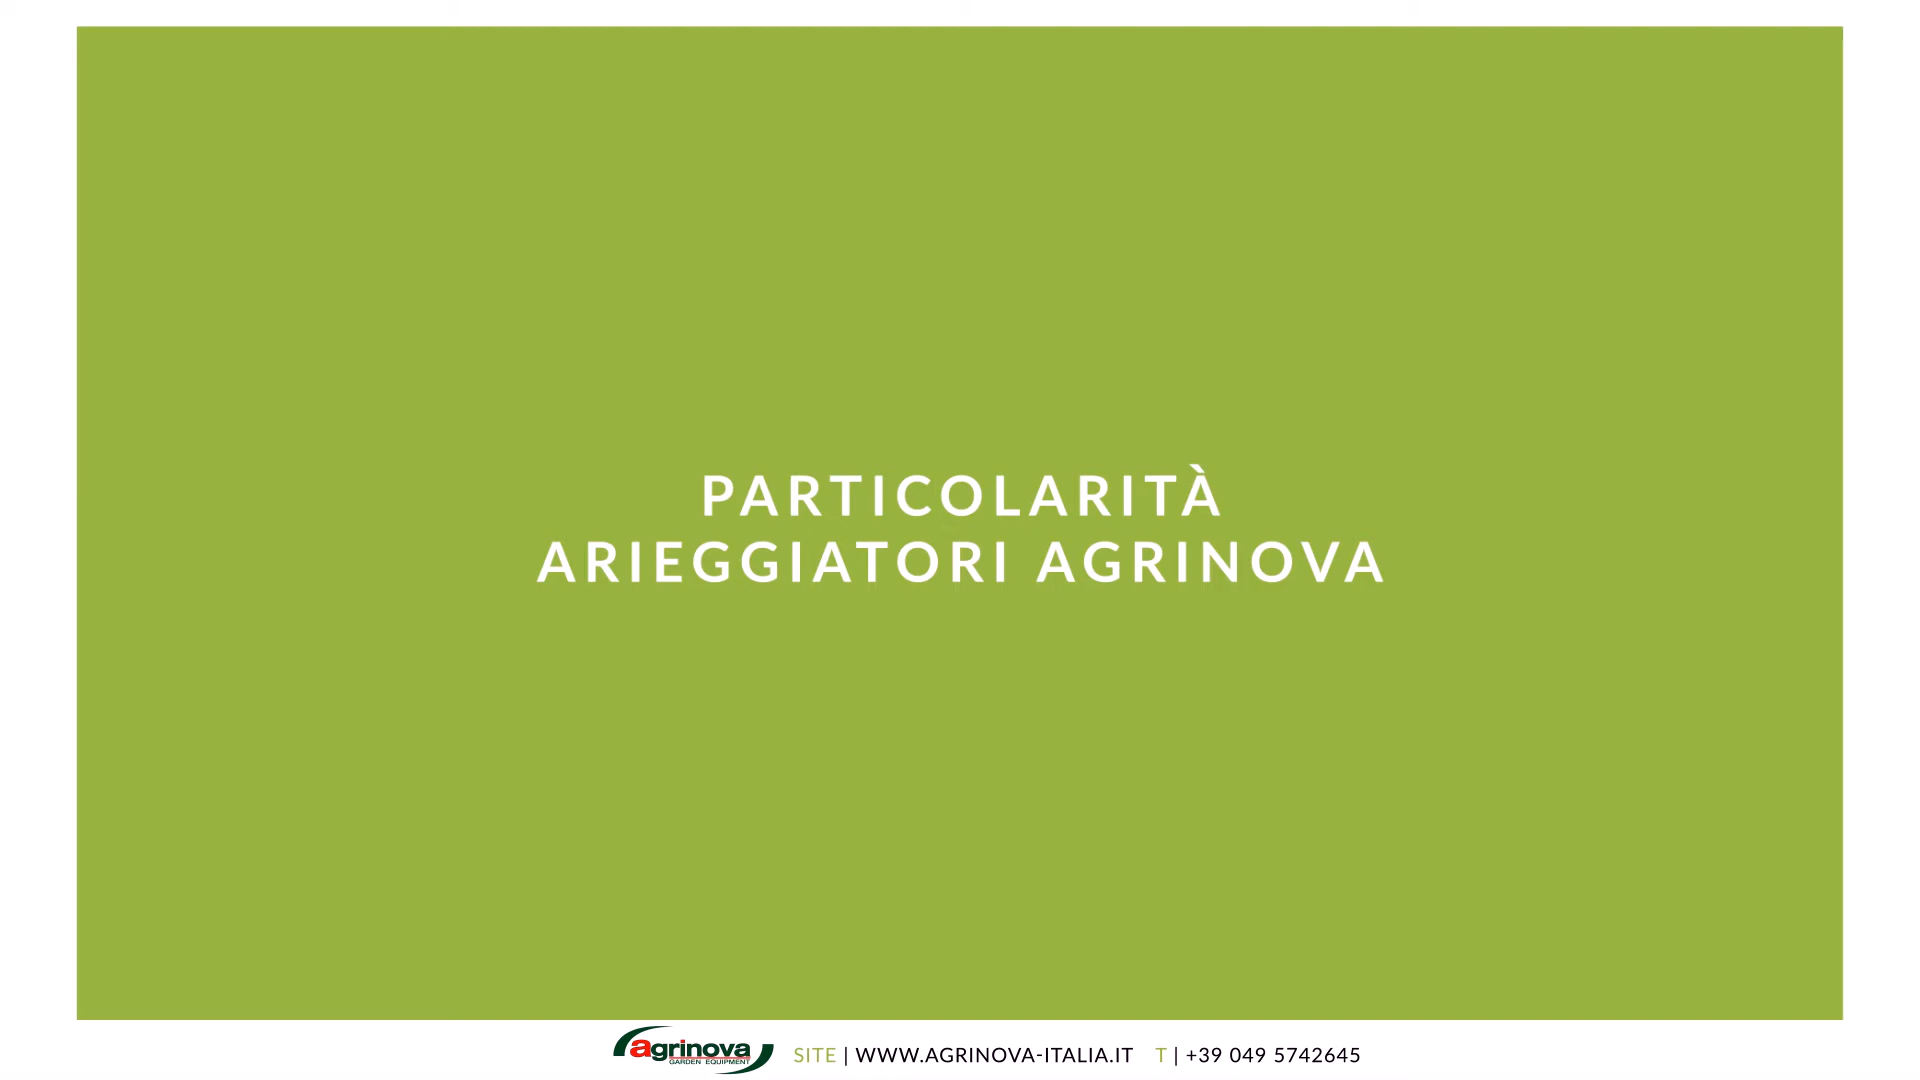 PARTICOLARITÀ
ARIEGGIATORI AGRINOVA
agrinova
GARDEN EQUIPMENT
SITE | WWW.AGRINOVA-ITALIA.IT T | +39 049 5742645